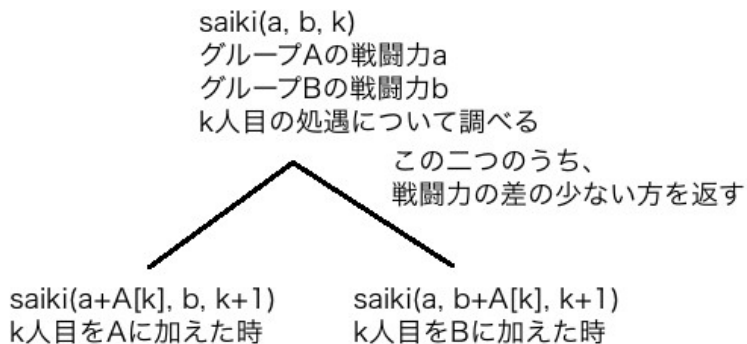 saiki(a, b, k)
グループAの戦闘力a
グループBの戦闘力b
k人目の処遇について調べる
この二つのうち、
戦闘力の差の少ない方を返す
saiki(a+A[k], b, k+1)
k人目をAに加えた時
saiki(a, b+A[k], k+1)
k人目をBに加えた時